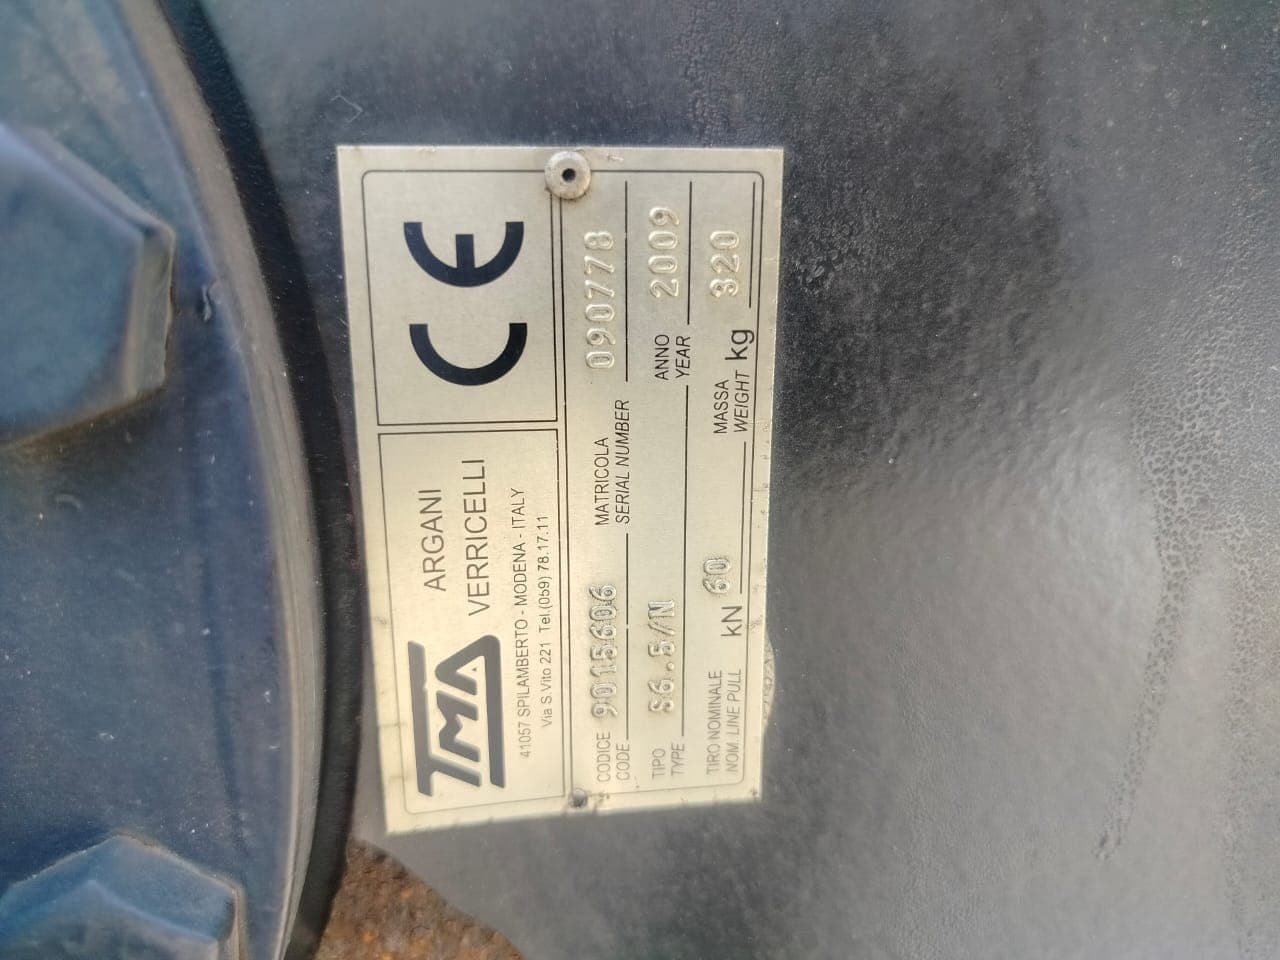 TMA ARGANI
VERRICELLI
41057 SPILAMBERTO - MODENA - ITALY
Via S.Vito 221 Tel.(059) 78.17.11
CE
CODICE 9015606 MATRICOLA 090778
CODE SERIAL NUMBER
TIPO S6.5/N ANNO 2009
TYPE YEAR
TIRO NOMINALE kN 60 MASSA kg 320
NOM. LINE PULL WEIGHT